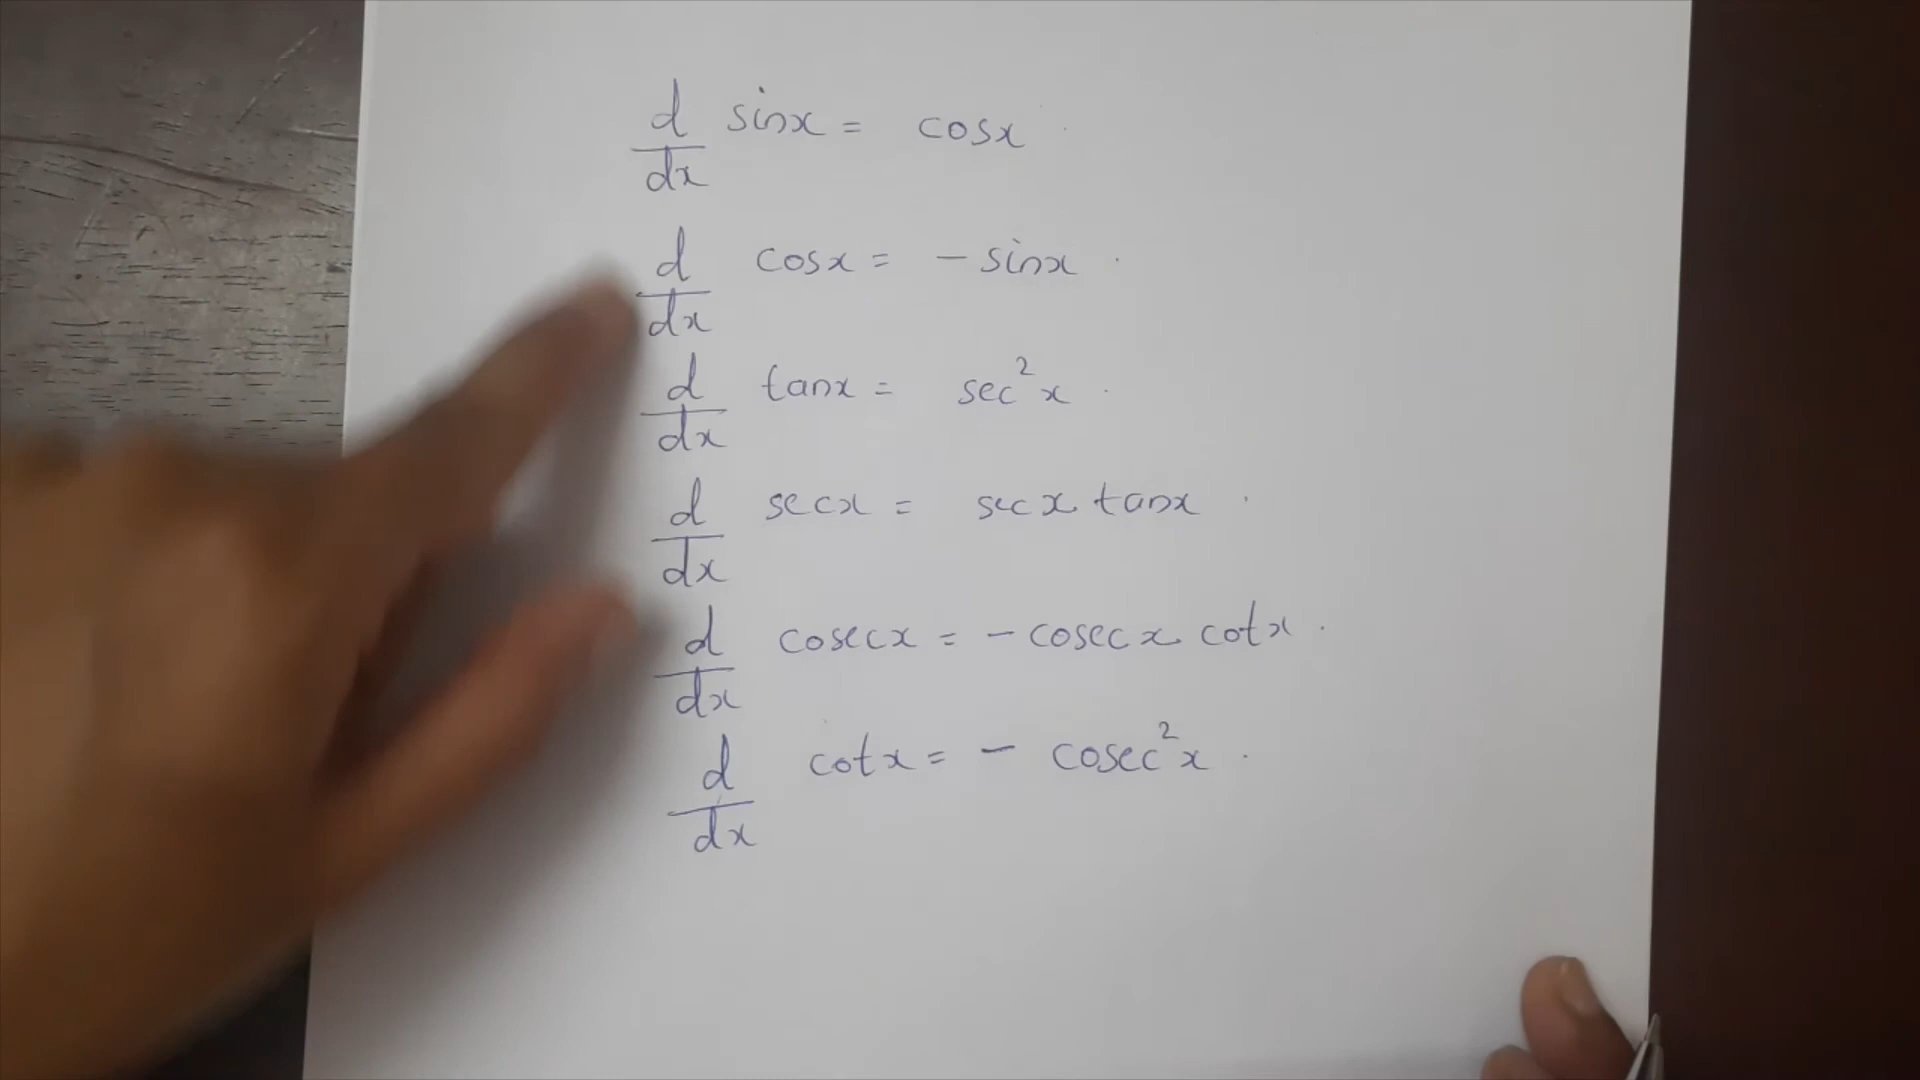 d/dx sinx = cosx
d/dx cosx = - sinx
d/dx tanx = sec²x
d/dx secx = secx tanx
d/dx cosecx = - cosecx cotx
d/dx cotx = - cosec²x